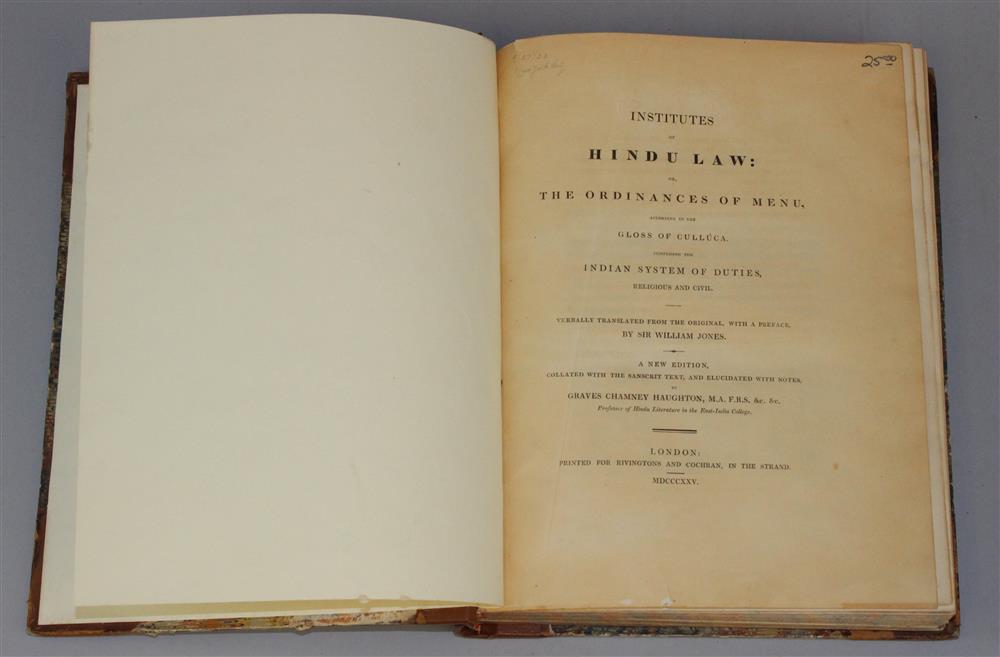 25.00
INSTITUTES
OF
HINDU LAW:
OR,
THE ORDINANCES OF MENU,
ACCORDING TO THE
GLOSS OF CULLÚCA.
COMPRISING THE
INDIAN SYSTEM OF DUTIES,
RELIGIOUS AND CIVIL.
VERBALLY TRANSLATED FROM THE ORIGINAL, WITH A PREFACE,
BY SIR WILLIAM JONES.
A NEW EDITION,
COLLATED WITH THE SANSCRIT TEXT, AND ELUCIDATED WITH NOTES,
BY
GRAVES CHAMNEY HAUGHTON, M.A. F.R.S. &c. &c.
Professor of Hindu Literature in the East-India College.
LONDON:
PRINTED FOR RIVINGTONS AND COCHRAN, IN THE STRAND.
MDCCCXXV.